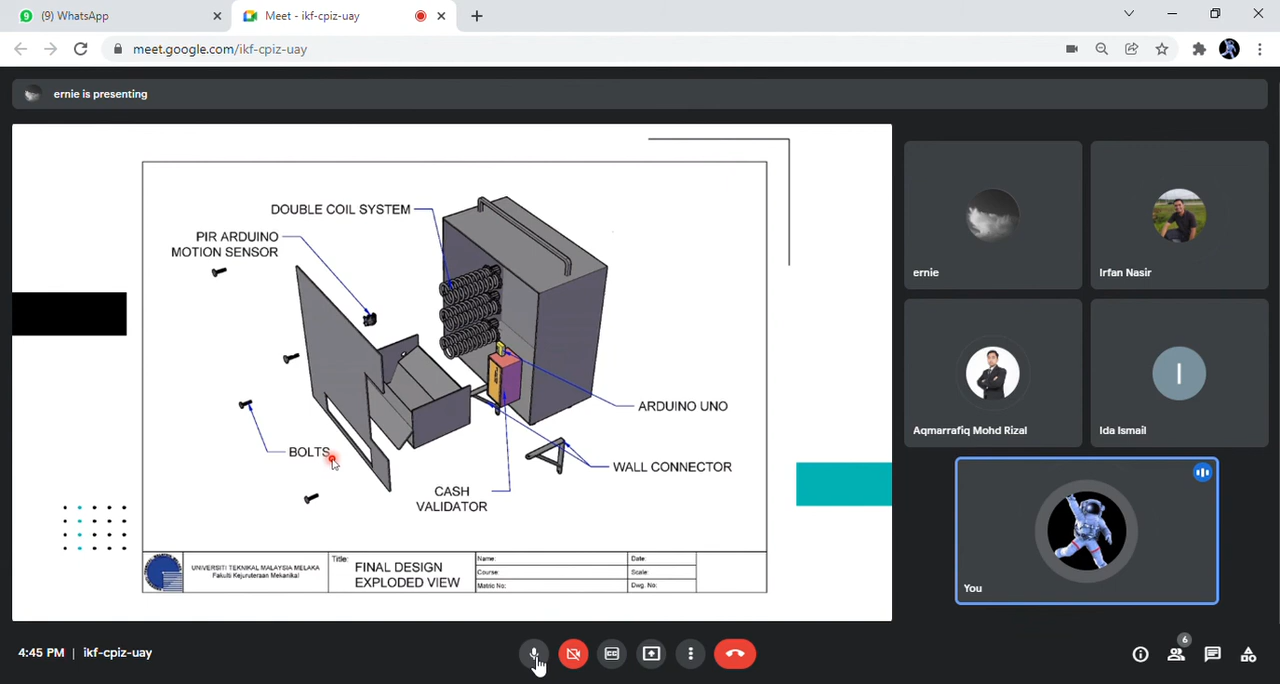 (9) WhatsApp
Meet - ikf-cpiz-uay
meet.google.com/ikf-cpiz-uay
ernie is presenting
DOUBLE COIL SYSTEM
PIR ARDUINO
MOTION SENSOR
BOLTS
CASH
VALIDATOR
ARDUINO UNO
WALL CONNECTOR
UNIVERSITI TEKNIKAL MALAYSIA MELAKA
Fakulti Kejuruteraan Mekanikal
Title:
FINAL DESIGN
EXPLODED VIEW
Name:
Course:
Matric No:
Date:
Scale:
Dwg. No:
ernie
Irfan Nasir
Aqmarrafiq Mohd Rizal
I
Ida Ismail
You
4:45 PM | ikf-cpiz-uay
6